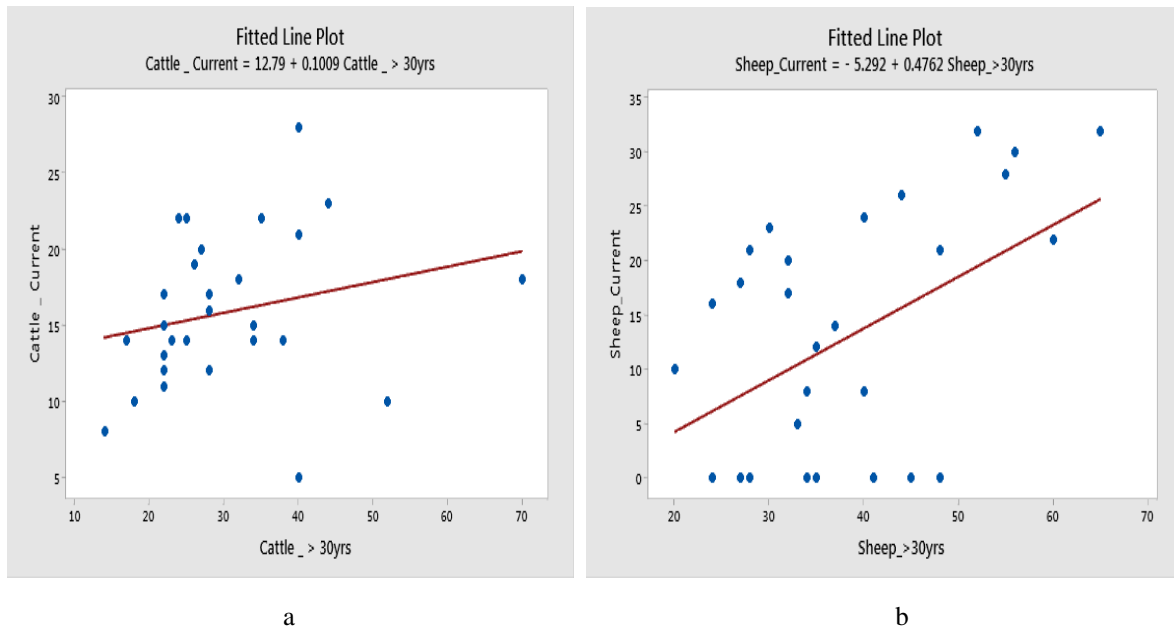 Fitted Line Plot
Cattle _ Current = 12.79 + 0.1009 Cattle _ > 30yrs
30
25
20
15
10
5
Cattle _ Current
10 20 30 40 50 60 70
Cattle _ > 30yrs
a
Fitted Line Plot
Sheep_Current = - 5.292 + 0.4762 Sheep_>30yrs
35
30
25
20
15
10
5
0
Sheep_Current
20 30 40 50 60 70
Sheep_>30yrs
b